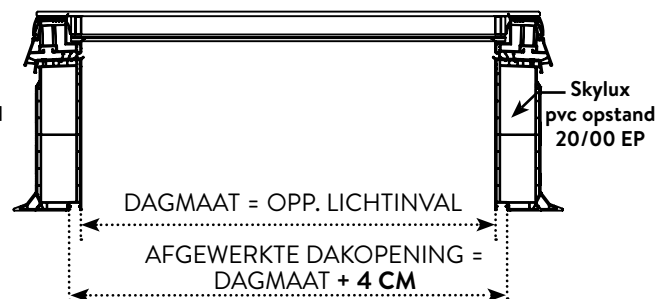 Skylux
pvc opstand
20/00 EP
DAGMAAT = OPP. LICHTINVAL
AFGEWERKTE DAKOPENING =
DAGMAAT + 4 CM